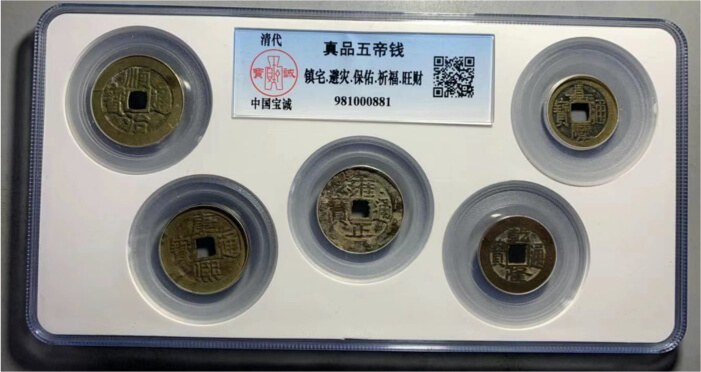 清代
真品五帝钱
寶誠
镇宅.避灾.保佑.祈福.旺财
中国宝诚
981000881
順治通寶
嘉慶通寶
康熙通寶
雍正通寶
乾隆通寶